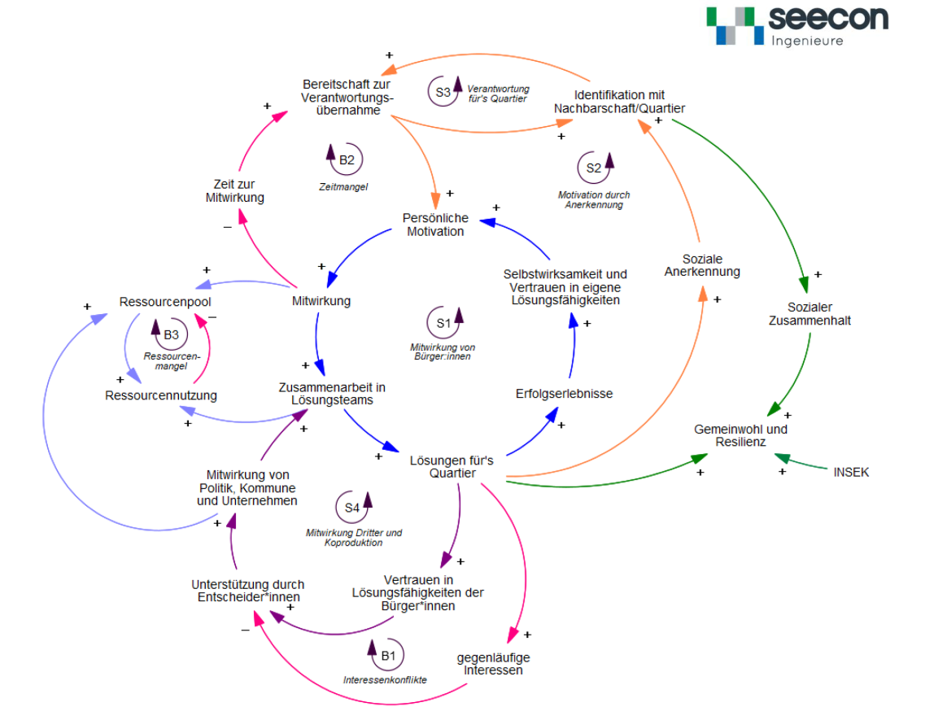 seecon
Ingenieure
+
Bereitschaft zur
Verantwortungs-
übernahme
S3
Verantwortung
für's Quartier
Identifikation mit
Nachbarschaft/Quartier
+
+
+
B2
Zeitmangel
S2
Motivation durch
Anerkennung
Zeit zur
Mitwirkung
+
+
–
Persönliche
Motivation
Soziale
Anerkennung
+
+
+
Selbstwirksamkeit und
Vertrauen in eigene
Lösungsfähigkeiten
+
Ressourcenpool
Mitwirkung
+
–
Sozialer
Zusammenhalt
B3
Ressourcen-
mangel
S1
Mitwirkung von
Bürger:innen
+
+
+
Ressourcennutzung
Zusammenarbeit in
Lösungsteams
Erfolgserlebnisse
+
+
+
+
Gemeinwohl und
Resilienz
+
Lösungen für's
Quartier
+
+
INSEK
Mitwirkung von
Politik, Kommune
und Unternehmen
S4
Mitwirkung Dritter und
Koproduktion
+
+
Unterstützung durch
Entscheider*innen
+
Vertrauen in
Lösungsfähigkeiten der
Bürger*innen
–
+
B1
Interessenkonflikte
gegenläufige
Interessen